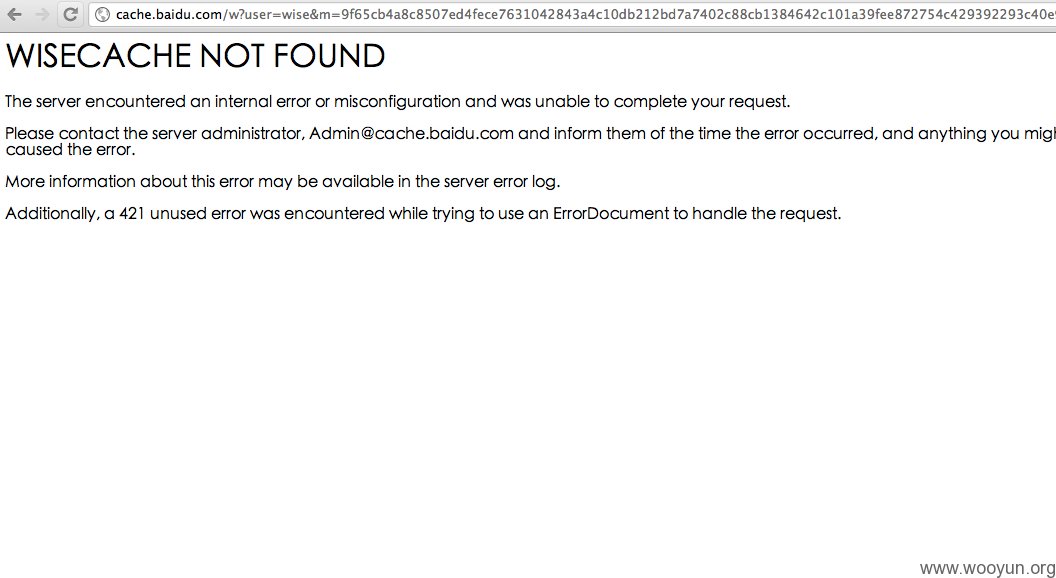 cache.baidu.com/w?user=wise&m=9f65cb4a8c8507ed4fece7631042843a4c10db212bd7a7402c88cb1384642c101a39fee872754c429392293c40e
WISECACHE NOT FOUND
The server encountered an internal error or misconfiguration and was unable to complete your request.
Please contact the server administrator, Admin@cache.baidu.com and inform them of the time the error occurred, and anything you migh
caused the error.
More information about this error may be available in the server error log.
Additionally, a 421 unused error was encountered while trying to use an ErrorDocument to handle the request.
www.wooyun.org